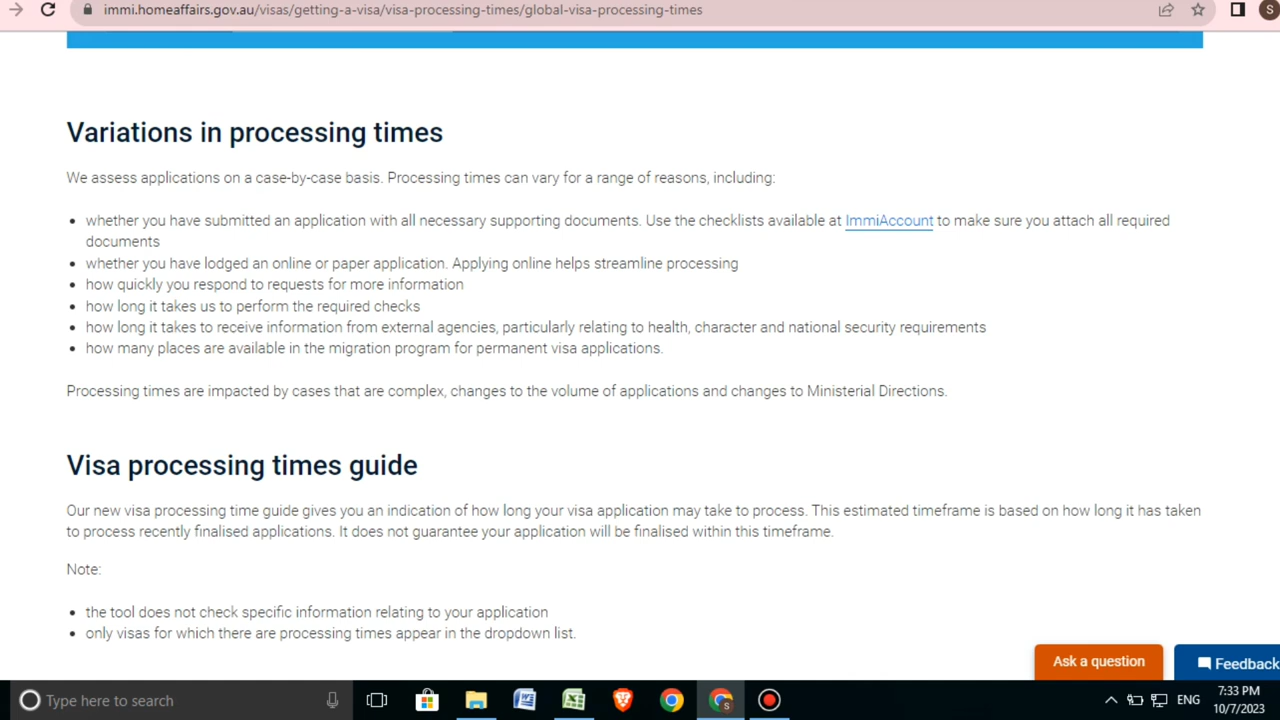 immi.homeaffairs.gov.au/visas/getting-a-visa/visa-processing-times/global-visa-processing-times
S
Variations in processing times
We assess applications on a case-by-case basis. Processing times can vary for a range of reasons, including:
whether you have submitted an application with all necessary supporting documents. Use the checklists available at ImmiAccount to make sure you attach all required
documents
whether you have lodged an online or paper application. Applying online helps streamline processing
how quickly you respond to requests for more information
how long it takes us to perform the required checks
how long it takes to receive information from external agencies, particularly relating to health, character and national security requirements
how many places are available in the migration program for permanent visa applications.
Processing times are impacted by cases that are complex, changes to the volume of applications and changes to Ministerial Directions.
Visa processing times guide
Our new visa processing time guide gives you an indication of how long your visa application may take to process. This estimated timeframe is based on how long it has taken
to process recently finalised applications. It does not guarantee your application will be finalised within this timeframe.
Note:
the tool does not check specific information relating to your application
only visas for which there are processing times appear in the dropdown list.
Ask a question
Feedback
Type here to search
ENG
7:33 PM
10/7/2023